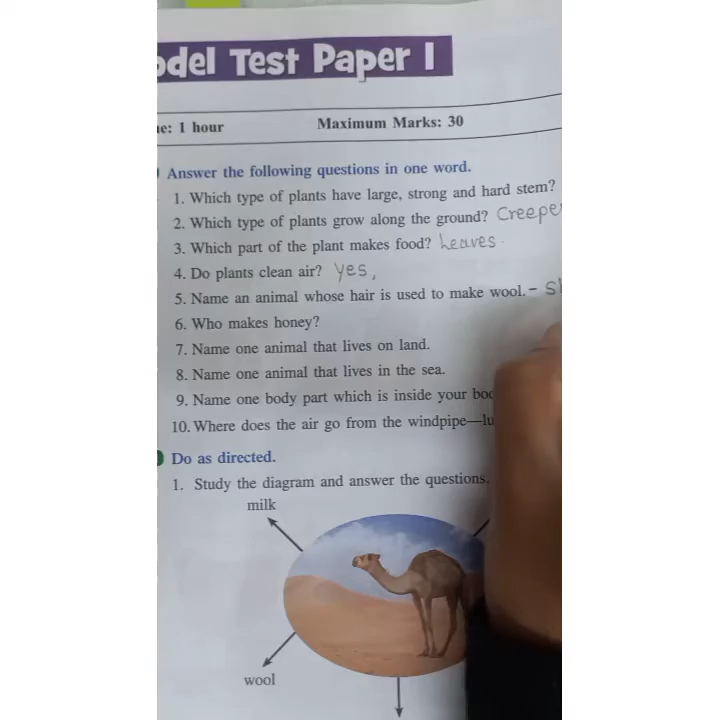 odel Test Paper 1
e: 1 hour Maximum Marks: 30
Answer the following questions in one word.
1. Which type of plants have large, strong and hard stem?
2. Which type of plants grow along the ground? Creepe
3. Which part of the plant makes food? Leaves.
4. Do plants clean air? yes,
5. Name an animal whose hair is used to make wool. - s
6. Who makes honey?
7. Name one animal that lives on land.
8. Name one animal that lives in the sea.
9. Name one body part which is inside your bo
10. Where does the air go from the windpipe—lu
Do as directed.
1. Study the diagram and answer the questions.
milk
wool